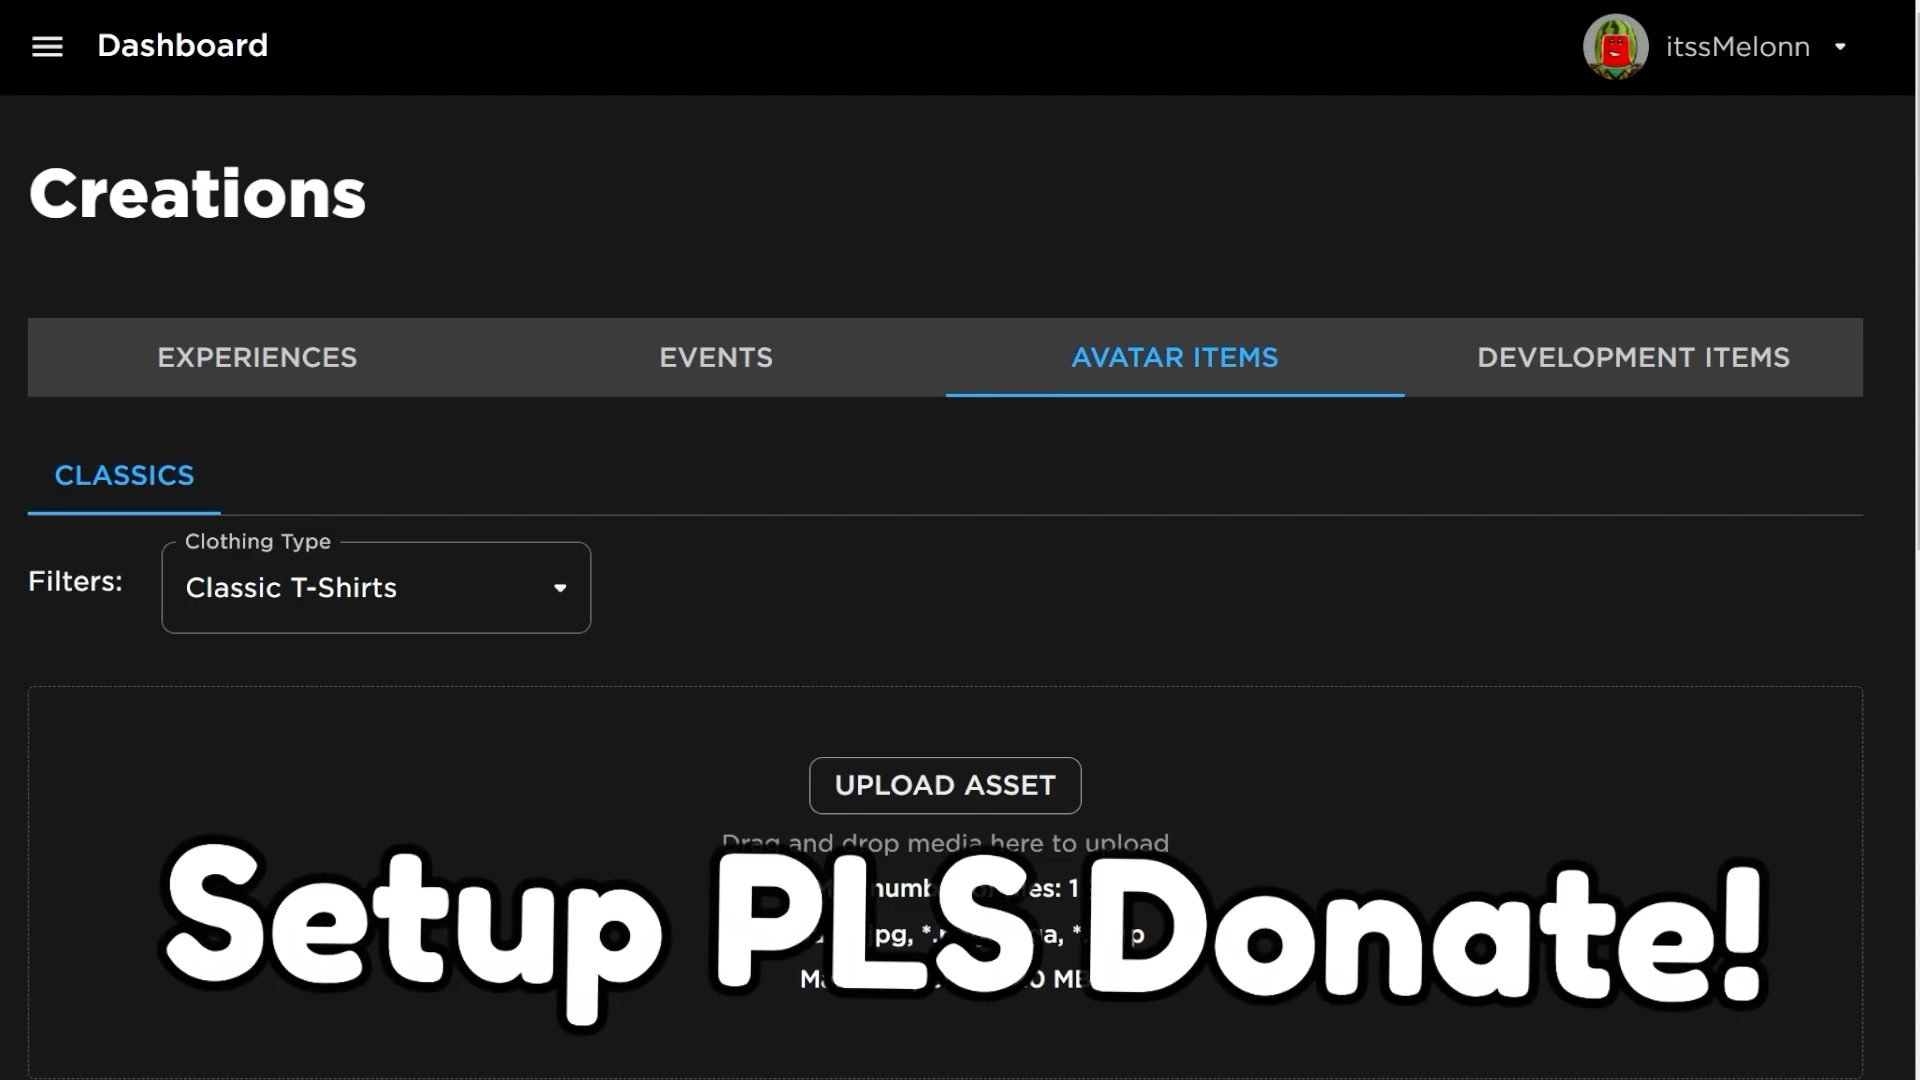 Dashboard
itssMelonn
Creations
EXPERIENCES
EVENTS
AVATAR ITEMS
DEVELOPMENT ITEMS
CLASSICS
Clothing Type
Filters:
Classic T-Shirts
UPLOAD ASSET
Drag and drop media here to upload
Setup PLS Donate!